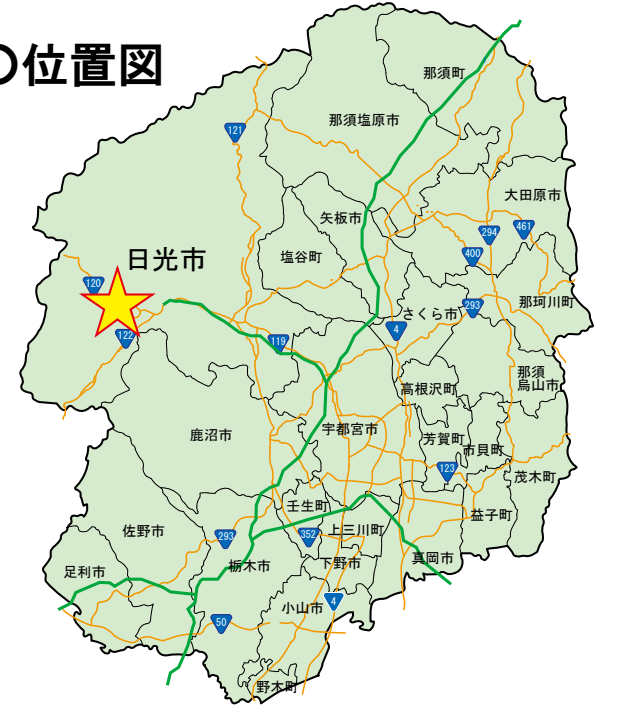 〇位置図
那須町
那須塩原市
121
大田原市
矢板市
294
461
塩谷町
400
日光市
120
那珂川町
293
さくら市
4
122
119
那須
烏山市
高根沢町
鹿沼市
宇都宮市
芳賀町
市貝町
123
茂木町
壬生町
益子町
佐野市
293
352
上三川町
真岡市
足利市
栃木市
下野市
小山市
4
50
野木町